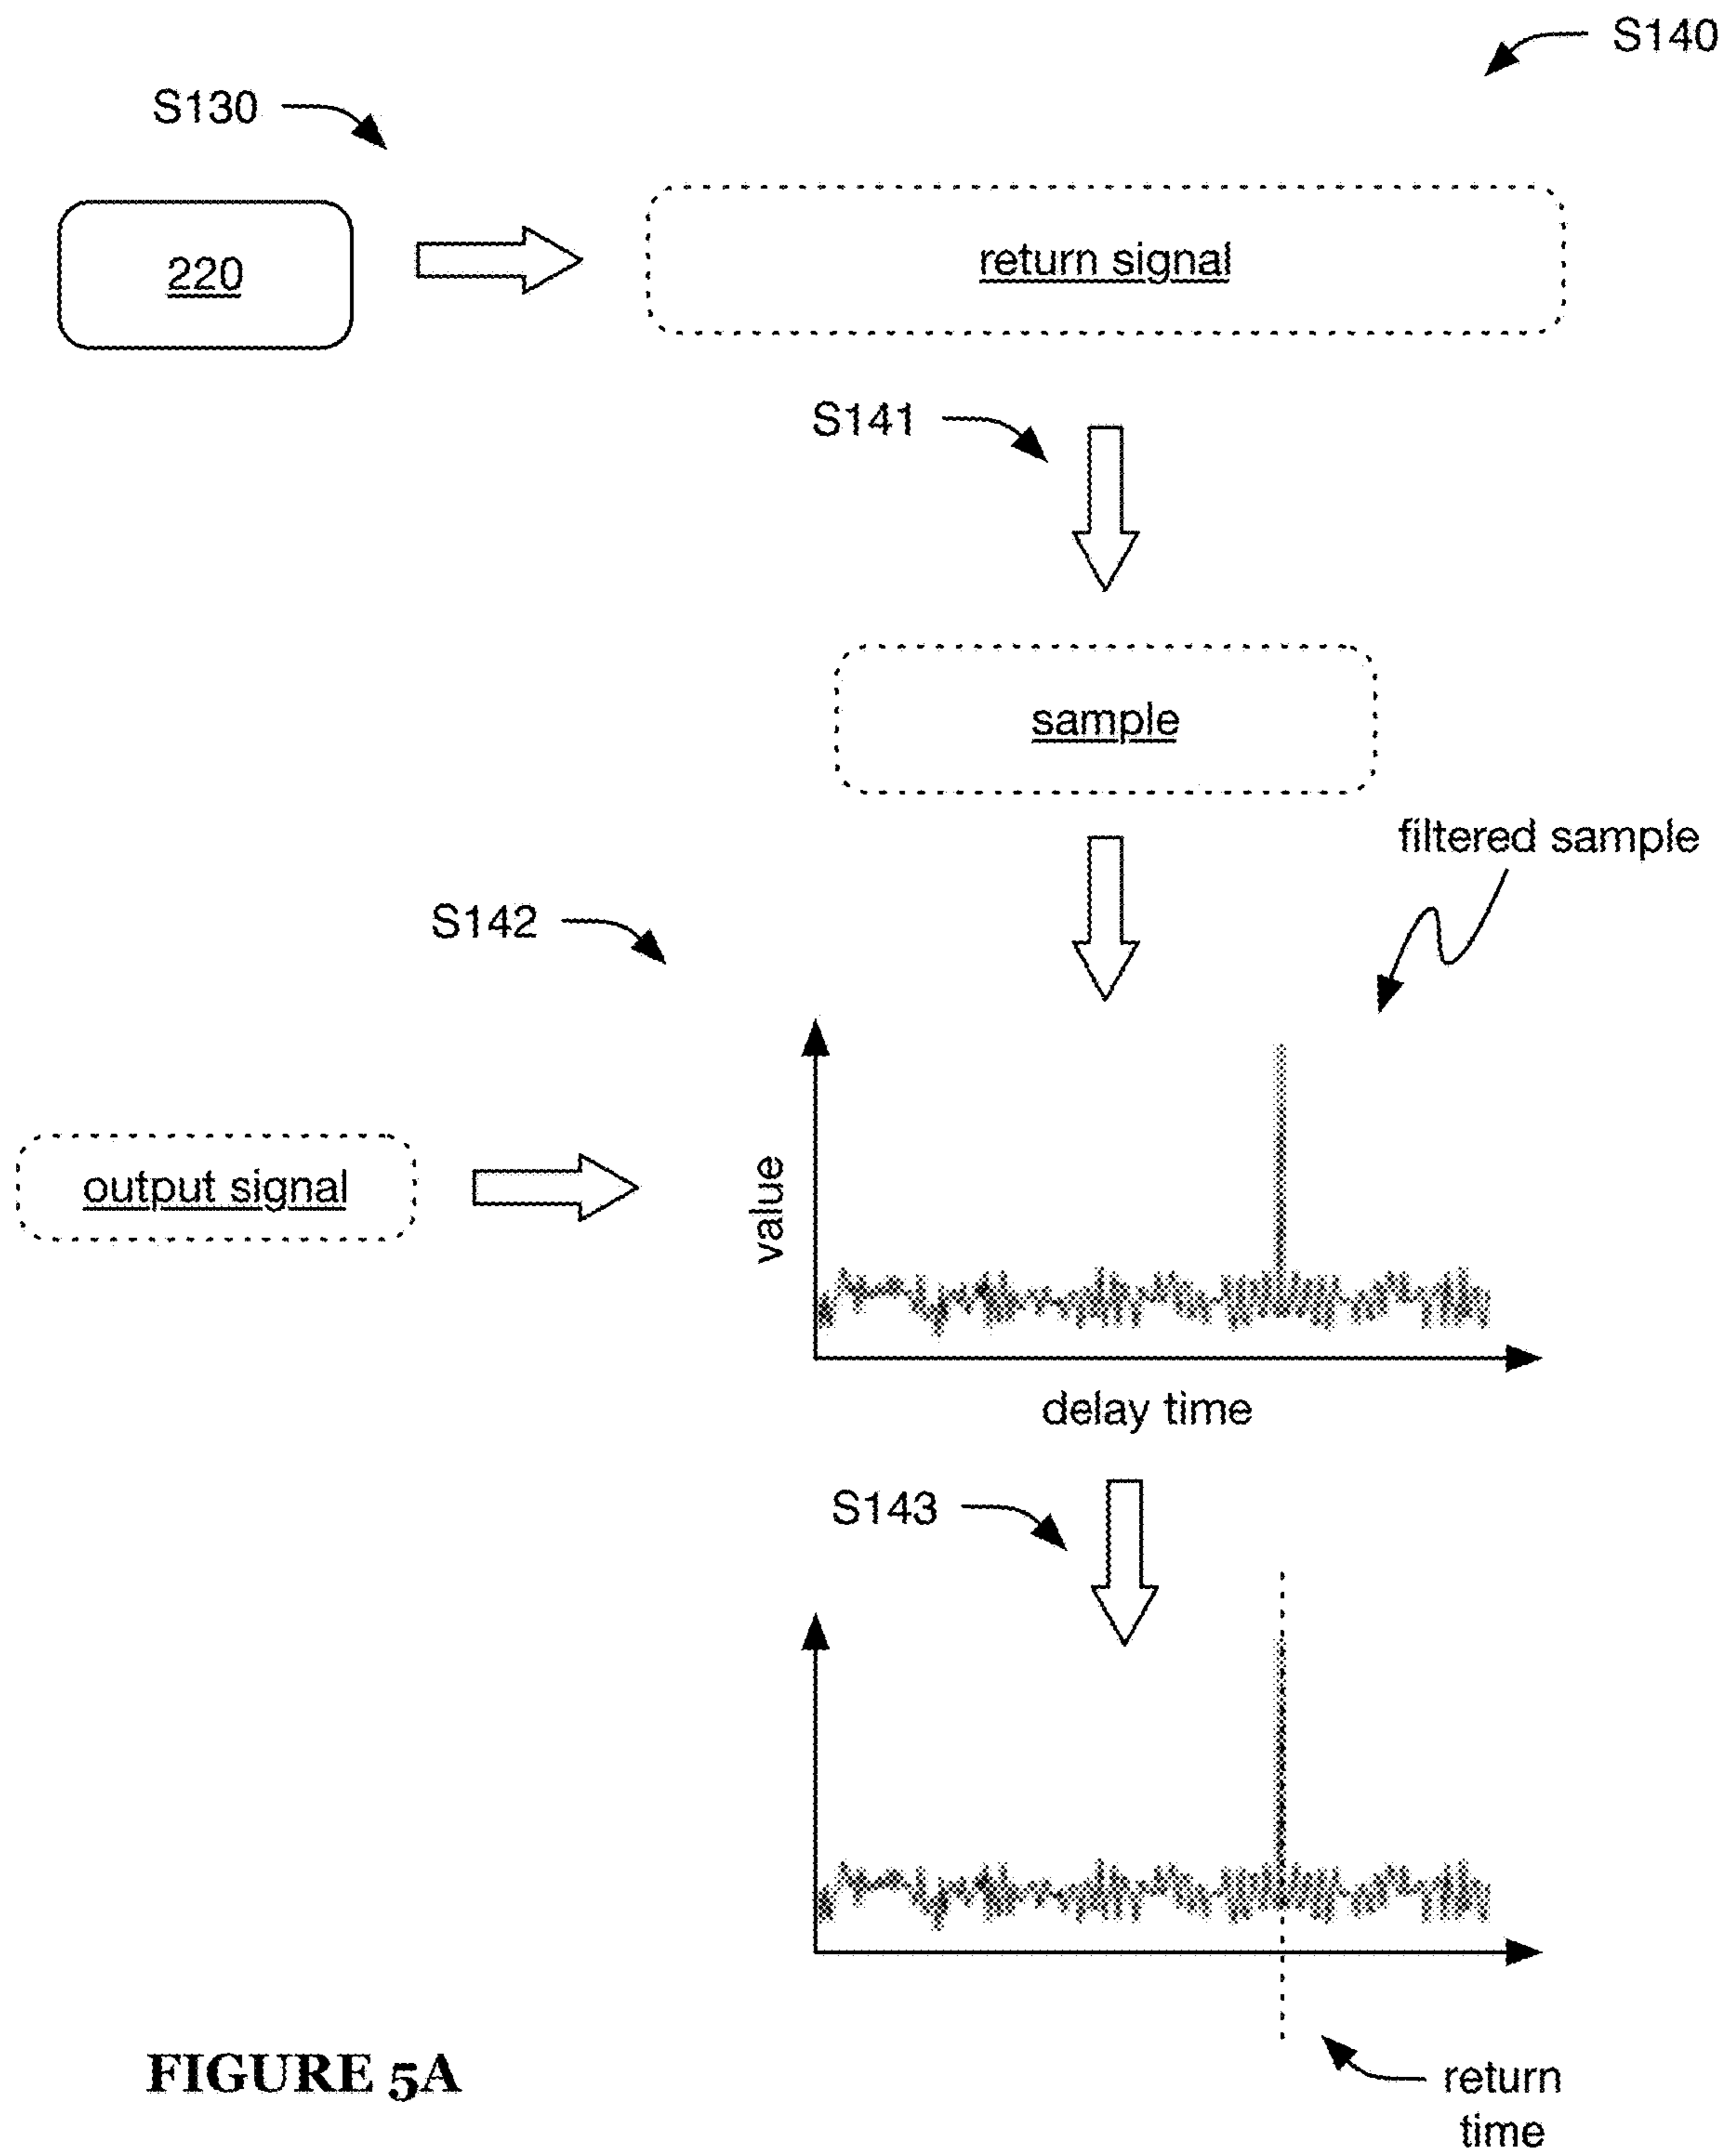 S140
S130
220
return signal
S141
sample
filtered sample
S142
output signal
value
delay time
S143
FIGURE 5A
return
time